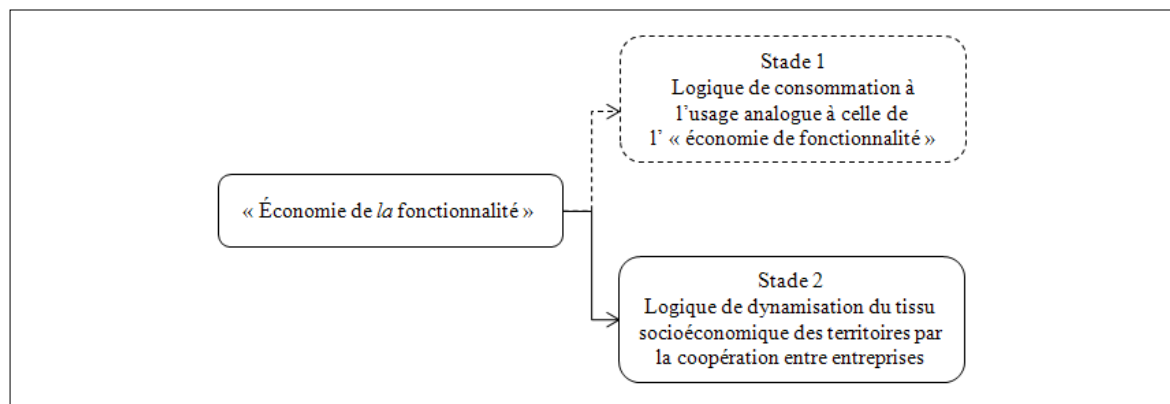 Stade 1
Logique de consommation à
l’usage analogue à celle de
l’ « économie de fonctionnalité »
« Économie de la fonctionnalité »
Stade 2
Logique de dynamisation du tissu
socioéconomique des territoires par
la coopération entre entreprises